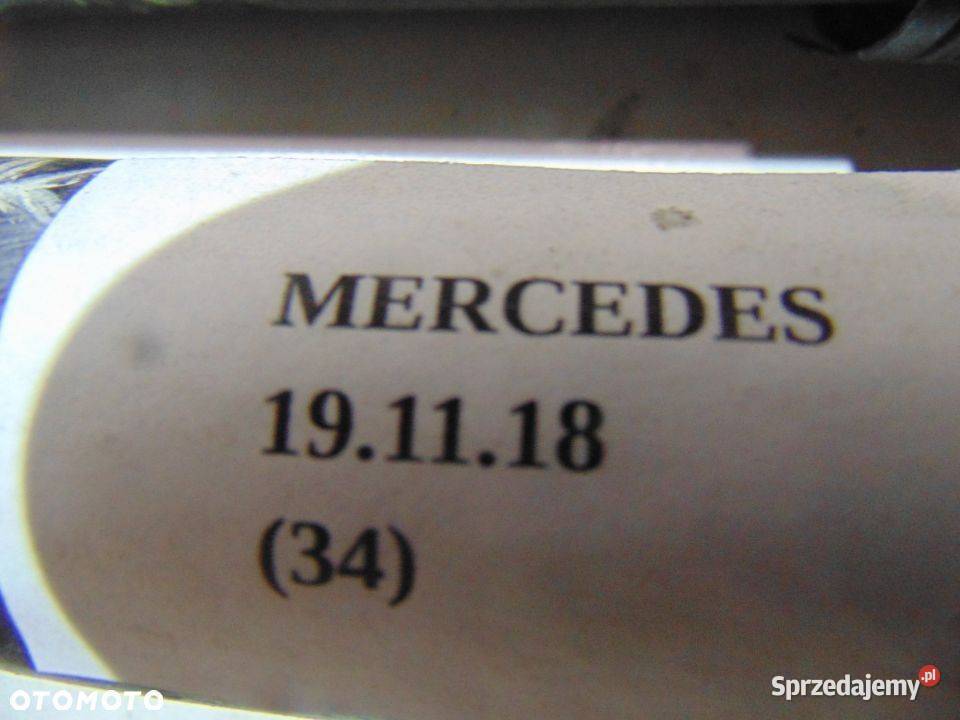 MERCEDES
19.11.18
(34)
OTOMOTO
Sprzedajemy.pl